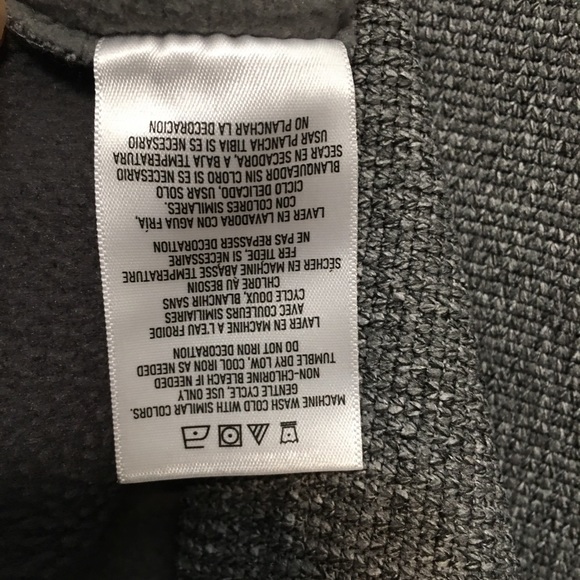 MACHINE WASH COLD WITH SIMILAR COLORS.
GENTLE CYCLE, USE ONLY
NON-CHLORINE BLEACH IF NEEDED
TUMBLE DRY LOW, COOL IRON AS NEEDED
DO NOT IRON DECORATION
LAVER EN MACHINE A L'EAU FROIDE
AVEC COULEURS SIMILAIRES
CYCLE DOUX, BLANCHIR SANS
CHLORE AU BESOIN
SÉCHER EN MACHINE ABASSE TEMPÉRATURE
FER TIEDE, SI NÉCESSAIRE
NE PAS REPASER DECORATION
LAVER EN LAVADORA CON AGUA FRÍA,
CON COLORES SIMILARES.
CICLO DELICADO, USAR SOLO
BLANQUEADOR SIN CLORO SI ES NECESARIO
SECAR EN SECADORA, A BAJA TEMPERATURA
USAR PLANCHA TIBIA SI ES NECESARIO
NO PLANCHAR LA DECORACION